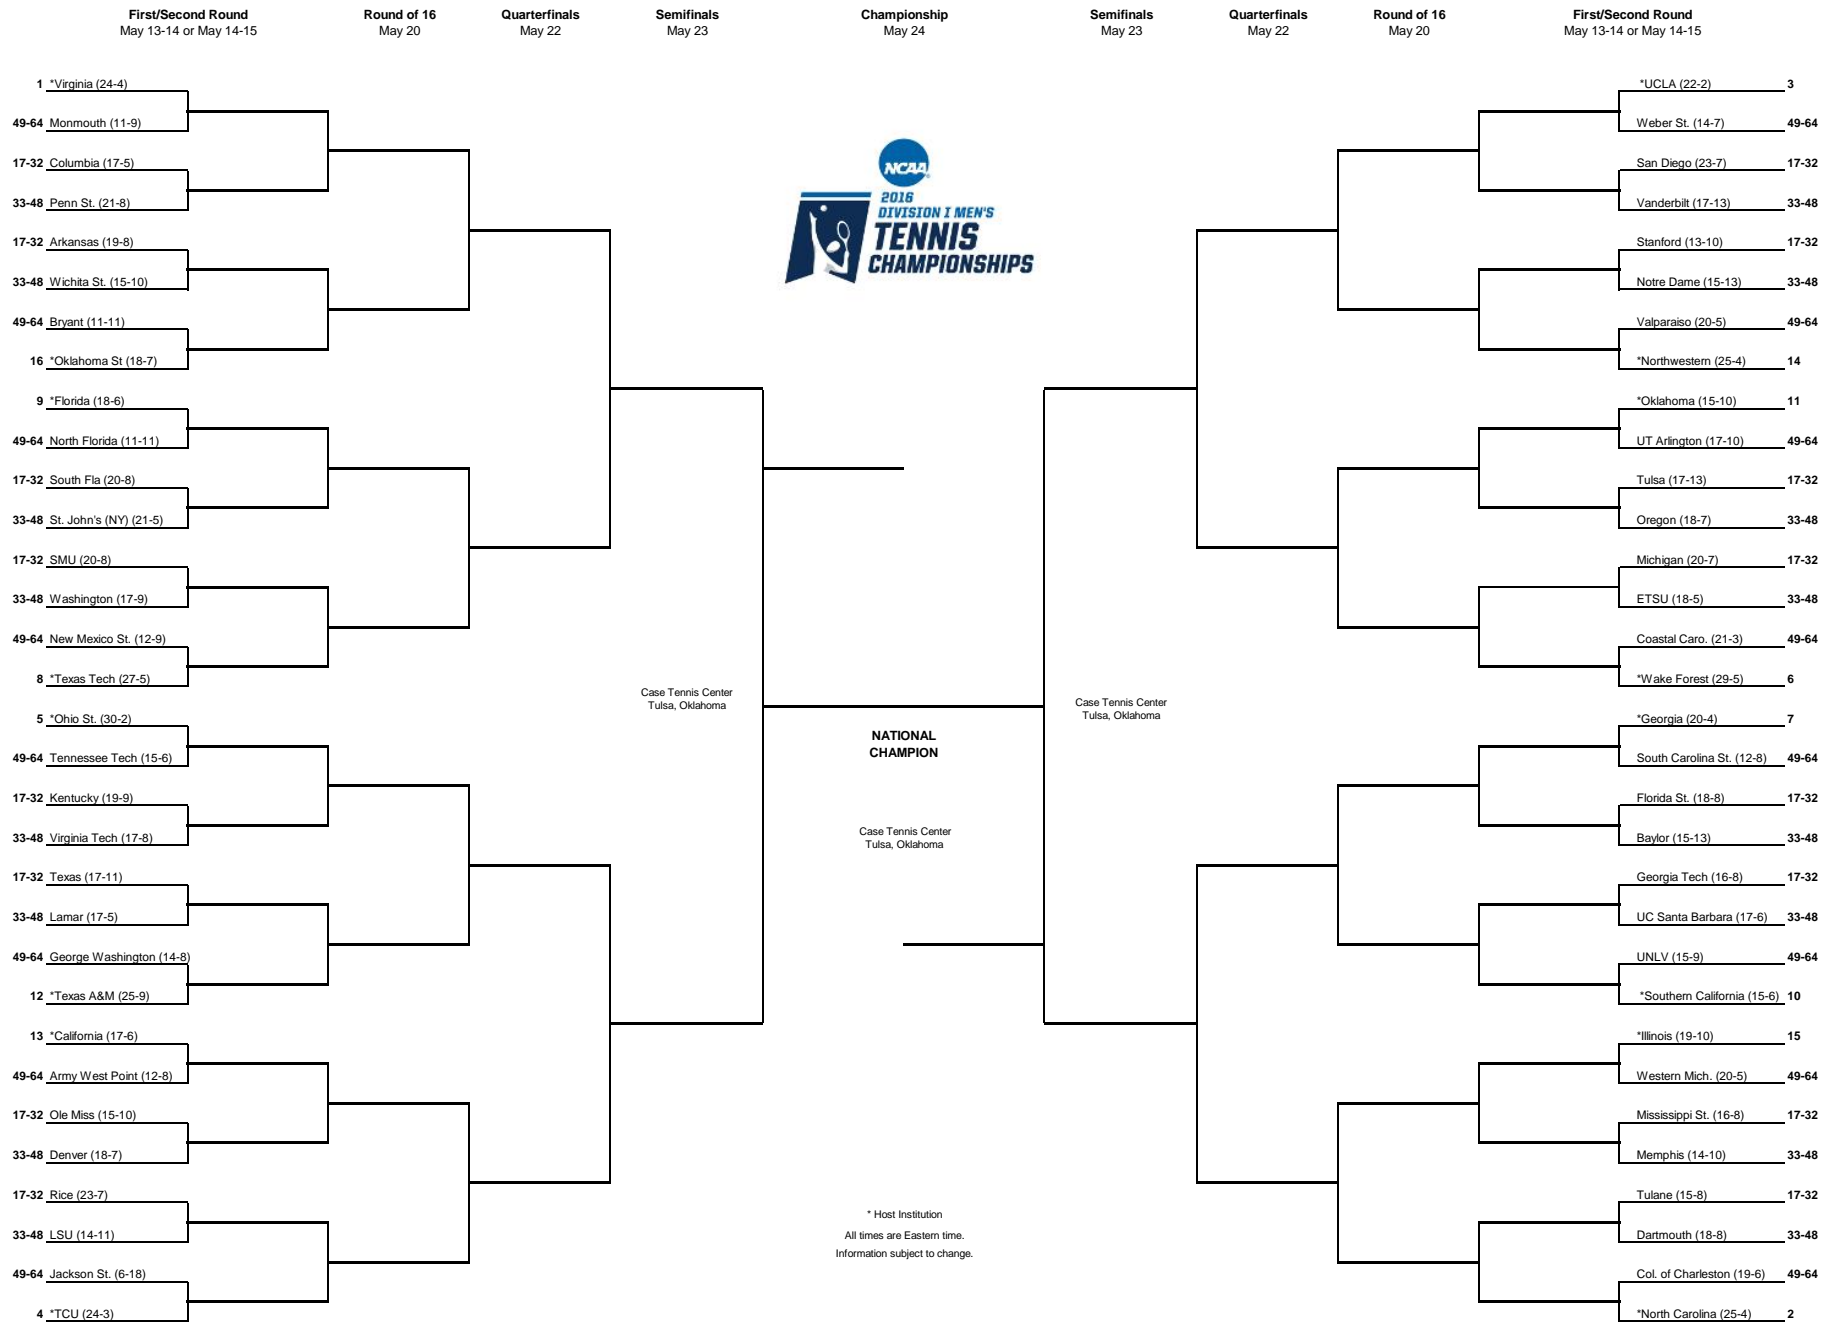 First/Second Round
May 13-14 or May 14-15
Round of 16
May 20
Quarterfinals
May 22
Semifinals
May 23
Championship
May 24
Semifinals
May 23
Quarterfinals
May 22
Round of 16
May 20
First/Second Round
May 13-14 or May 14-15
1 *Virginia (24-4)
49-64 Monmouth (11-9)
17-32 Columbia (17-5)
33-48 Penn St. (21-8)
17-32 Arkansas (19-8)
33-48 Wichita St. (15-10)
49-64 Bryant (11-11)
16 *Oklahoma St (18-7)
9 *Florida (18-6)
49-64 North Florida (11-11)
17-32 South Fla (20-8)
33-48 St. John's (NY) (21-5)
17-32 SMU (20-8)
33-48 Washington (17-9)
49-64 New Mexico St. (12-9)
8 *Texas Tech (27-5)
5 *Ohio St. (30-2)
49-64 Tennessee Tech (15-6)
17-32 Kentucky (19-9)
33-48 Virginia Tech (17-8)
17-32 Texas (17-11)
33-48 Lamar (17-5)
49-64 George Washington (14-8)
12 *Texas A&M (25-9)
13 *California (17-6)
49-64 Army West Point (12-8)
17-32 Ole Miss (15-10)
33-48 Denver (18-7)
17-32 Rice (23-7)
33-48 LSU (14-11)
49-64 Jackson St. (6-18)
4 *TCU (24-3)
NCAA
2016
DIVISION I MEN'S
TENNIS
CHAMPIONSHIPS
Case Tennis Center
Tulsa, Oklahoma
NATIONAL
CHAMPION
Case Tennis Center
Tulsa, Oklahoma
* Host Institution
All times are Eastern time.
Information subject to change.
Case Tennis Center
Tulsa, Oklahoma
*UCLA (22-2) 3
Weber St. (14-7) 49-64
San Diego (23-7) 17-32
Vanderbilt (17-13) 33-48
Stanford (13-10) 17-32
Notre Dame (15-13) 33-48
Valparaiso (20-5) 49-64
*Northwestern (25-4) 14
*Oklahoma (15-10) 11
UT Arlington (17-10) 49-64
Tulsa (17-13) 17-32
Oregon (18-7) 33-48
Michigan (20-7) 17-32
ETSU (18-5) 33-48
Coastal Caro. (21-3) 49-64
*Wake Forest (29-5) 6
*Georgia (20-4) 7
South Carolina St. (12-8) 49-64
Florida St. (18-8) 17-32
Baylor (15-13) 33-48
Georgia Tech (16-8) 17-32
UC Santa Barbara (17-6) 33-48
UNLV (15-9) 49-64
*Southern California (15-6) 10
*Illinois (19-10) 15
Western Mich. (20-5) 49-64
Mississippi St. (16-8) 17-32
Memphis (14-10) 33-48
Tulane (15-8) 17-32
Dartmouth (18-8) 33-48
Col. of Charleston (19-6) 49-64
*North Carolina (25-4) 2